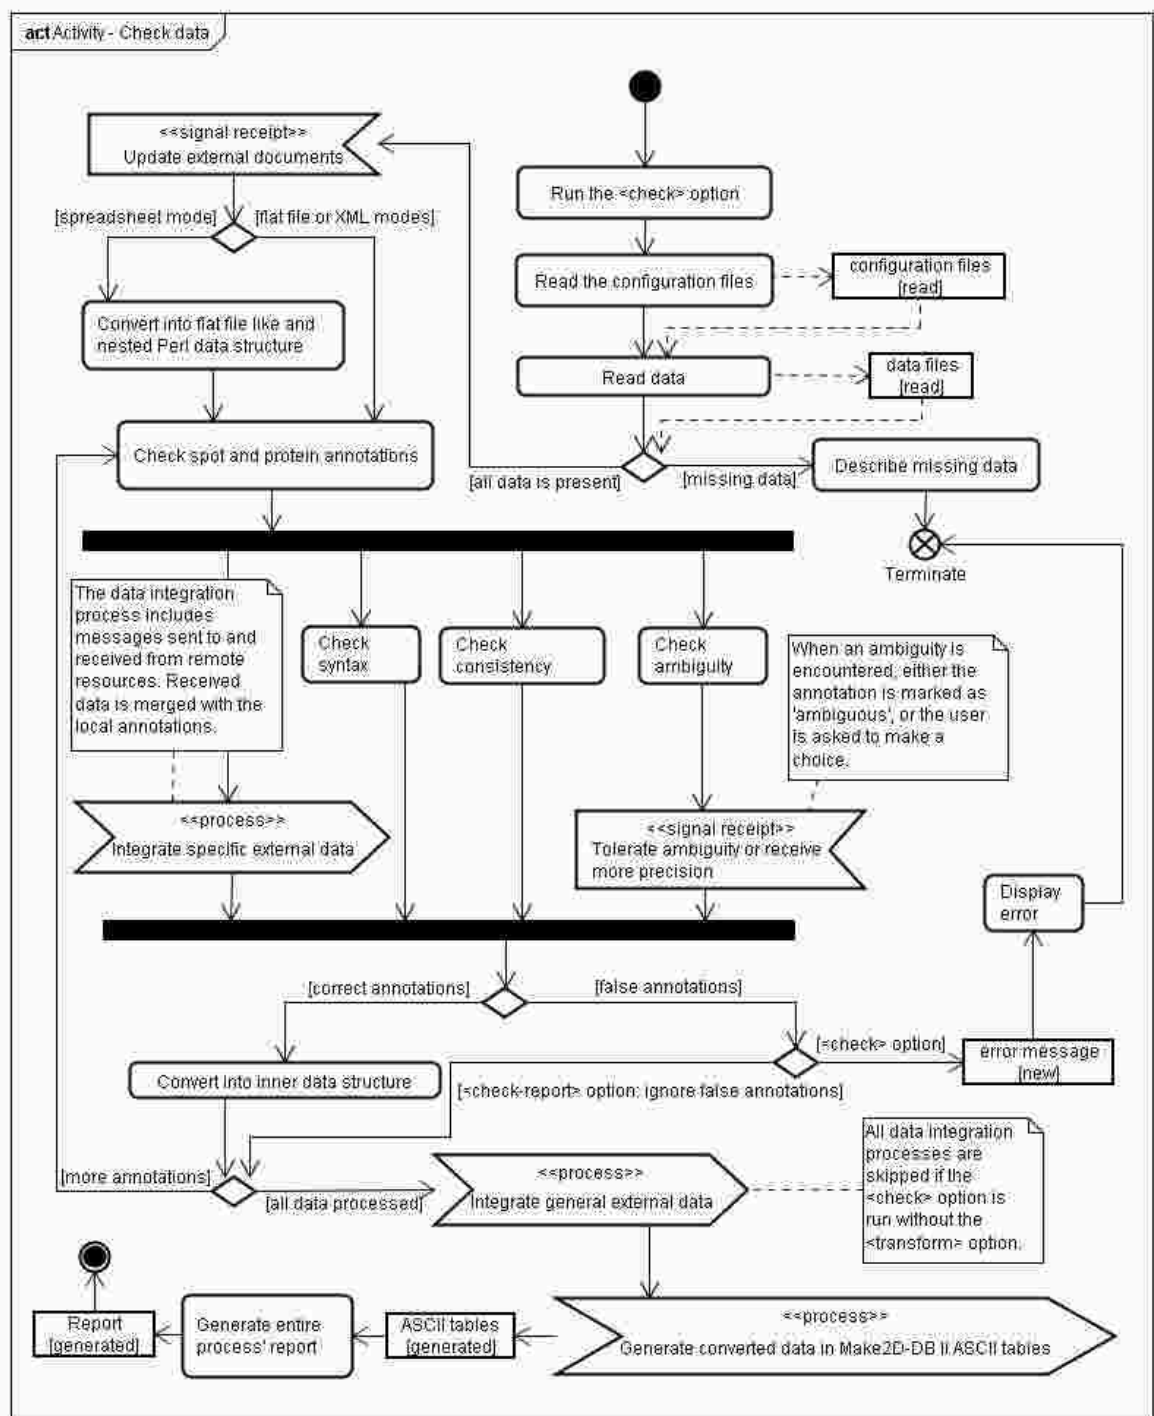 act Activity - Check data
<<signal receipt>>
Update external documents
Run the <check> option
[spreadsheet mode]
[flat file or XML modes]
Read the configuration files
configuration files
[read]
Convert into flat file like and
nested Perl data structure
Read data
data files
[read]
Check spot and protein annotations
[all data is present]
[missing data]
Describe missing data
Terminate
The data integration
process includes
messages sent to and
received from remote
resources. Received
data is merged with the
local annotations.
Check
syntax
Check
consistency
Check
ambiguity
When an ambiguity is
encountered, either the
annotation is marked as
'ambiguous', or the user
is asked to make a
choice.
<<process>>
Integrate specific external data
<<signal receipt>>
Tolerate ambiguity or receive
more precision
Display
error
[correct annotations]
[false annotations]
[<check> option]
error message
[new]
Convert into inner data structure
[<check-report> option: ignore false annotations]
All data integration
processes are
skipped if the
<check> option is
run without the
<transform> option.
[more annotations]
[all data processed]
<<process>>
Integrate general external data
Report
[generated]
Generate entire
process' report
ASCII tables
[generated]
<<process>>
Generate converted data in Make2D-DB II ASCII tables